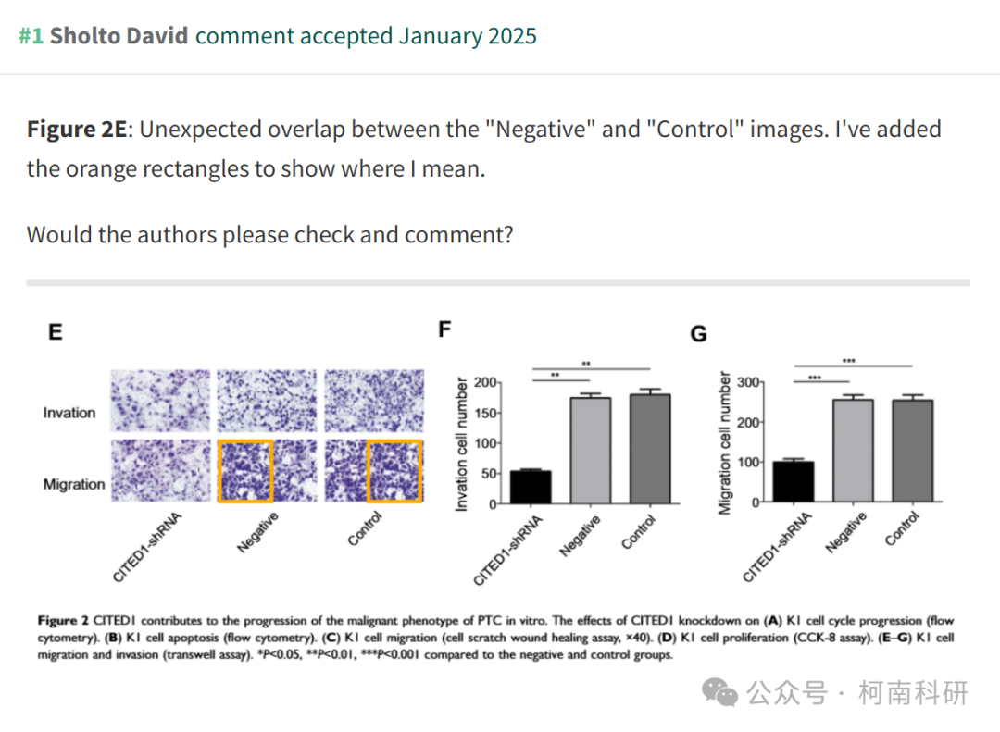 #1 Sholto David comment accepted January 2025
Figure 2E: Unexpected overlap between the "Negative" and "Control" images. I've added
the orange rectangles to show where I mean.
Would the authors please check and comment?
E
Invation
Migration
CITED1-shRNA
Negative
Control
F
Invation cell number
200
150
100
50
0
**
**
CITED1-shRNA
Negative
Control
G
Migration cell number
300
200
100
0
***
***
CITED1-shRNA
Negative
Control
Figure 2 CITED1 contributes to the progression of the malignant phenotype of PTC in vitro. The effects of CITED1 knockdown on (A) K1 cell cycle progression (flow
cytometry). (B) K1 cell apoptosis (flow cytometry). (C) K1 cell migration (cell scratch wound healing assay, ×40). (D) K1 cell proliferation (CCK-8 assay). (E–G) K1 cell
migration and invasion (transwell assay). *P<0.05, **P<0.01, ***P<0.001 compared to the negative and control groups.
公众号 · 柯南科研